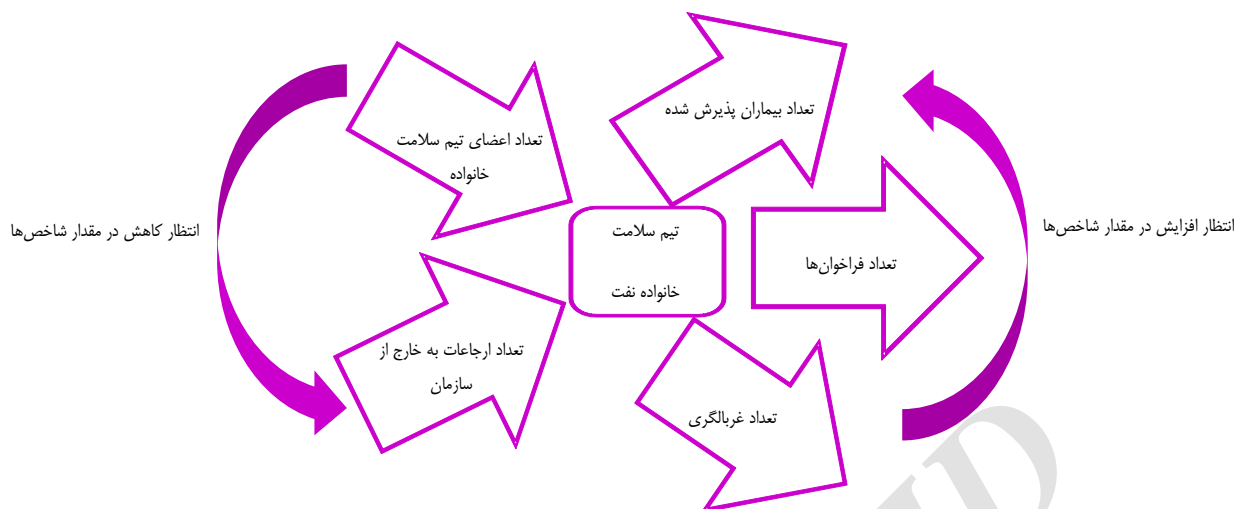 تعداد بیماران پذیرش شده
تعداد اعضای تیم سلامت
خانواده
انتظار افزایش در مقدار شاخص‌ها
انتظار کاهش در مقدار شاخص‌ها
تیم سلامت
خانواده نفت
تعداد فراخوان‌ها
تعداد ارجاعات به خارج از
سازمان
تعداد غربالگری